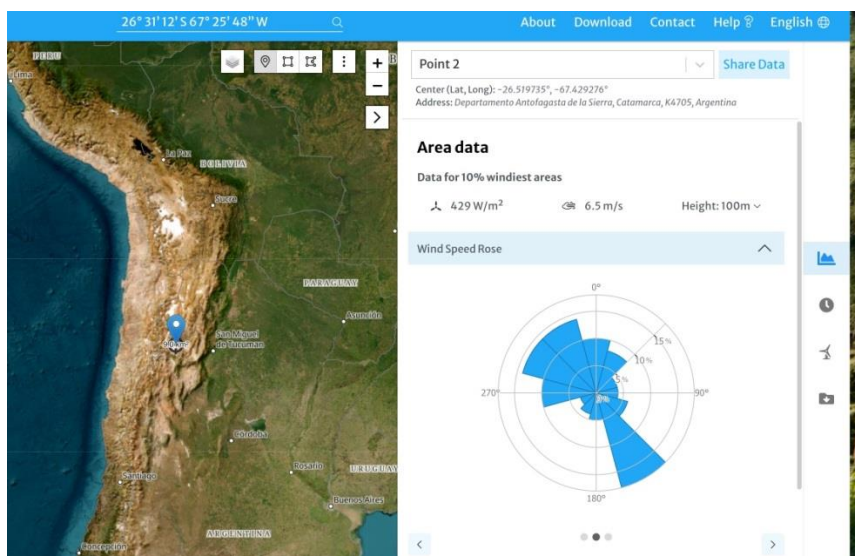 26° 31' 12' S 67° 25' 48'' W
About Download Contact Help English
PERU
Lima
La Paz
BOLIVIA
Sucre
PARAGUAY
Asunción
San Miguel
de Tucumán
Córdoba
Rosario
URUGUAY
Santiago
Buenos Aires
ARGENTINA
Concepción
Point 2
Share Data
Center (Lat, Long): -26.519735°, -67.429276°
Address: Departamento Antofagasta de la Sierra, Catamarca, K4705, Argentina
Area data
Data for 10% windiest areas
429 W/m² 6.5 m/s Height: 100m
Wind Speed Rose
0°
15%
10%
5%
0%
270°
90°
180°